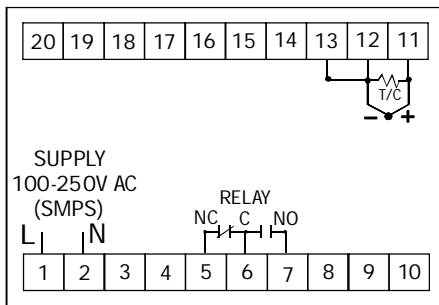 20 19 18 17 16 15 14 13 12 11
T/C
– +
SUPPLY
100-250V AC
(SMPS)
L N
RELAY
NC C NO
1 2 3 4 5 6 7 8 9 10